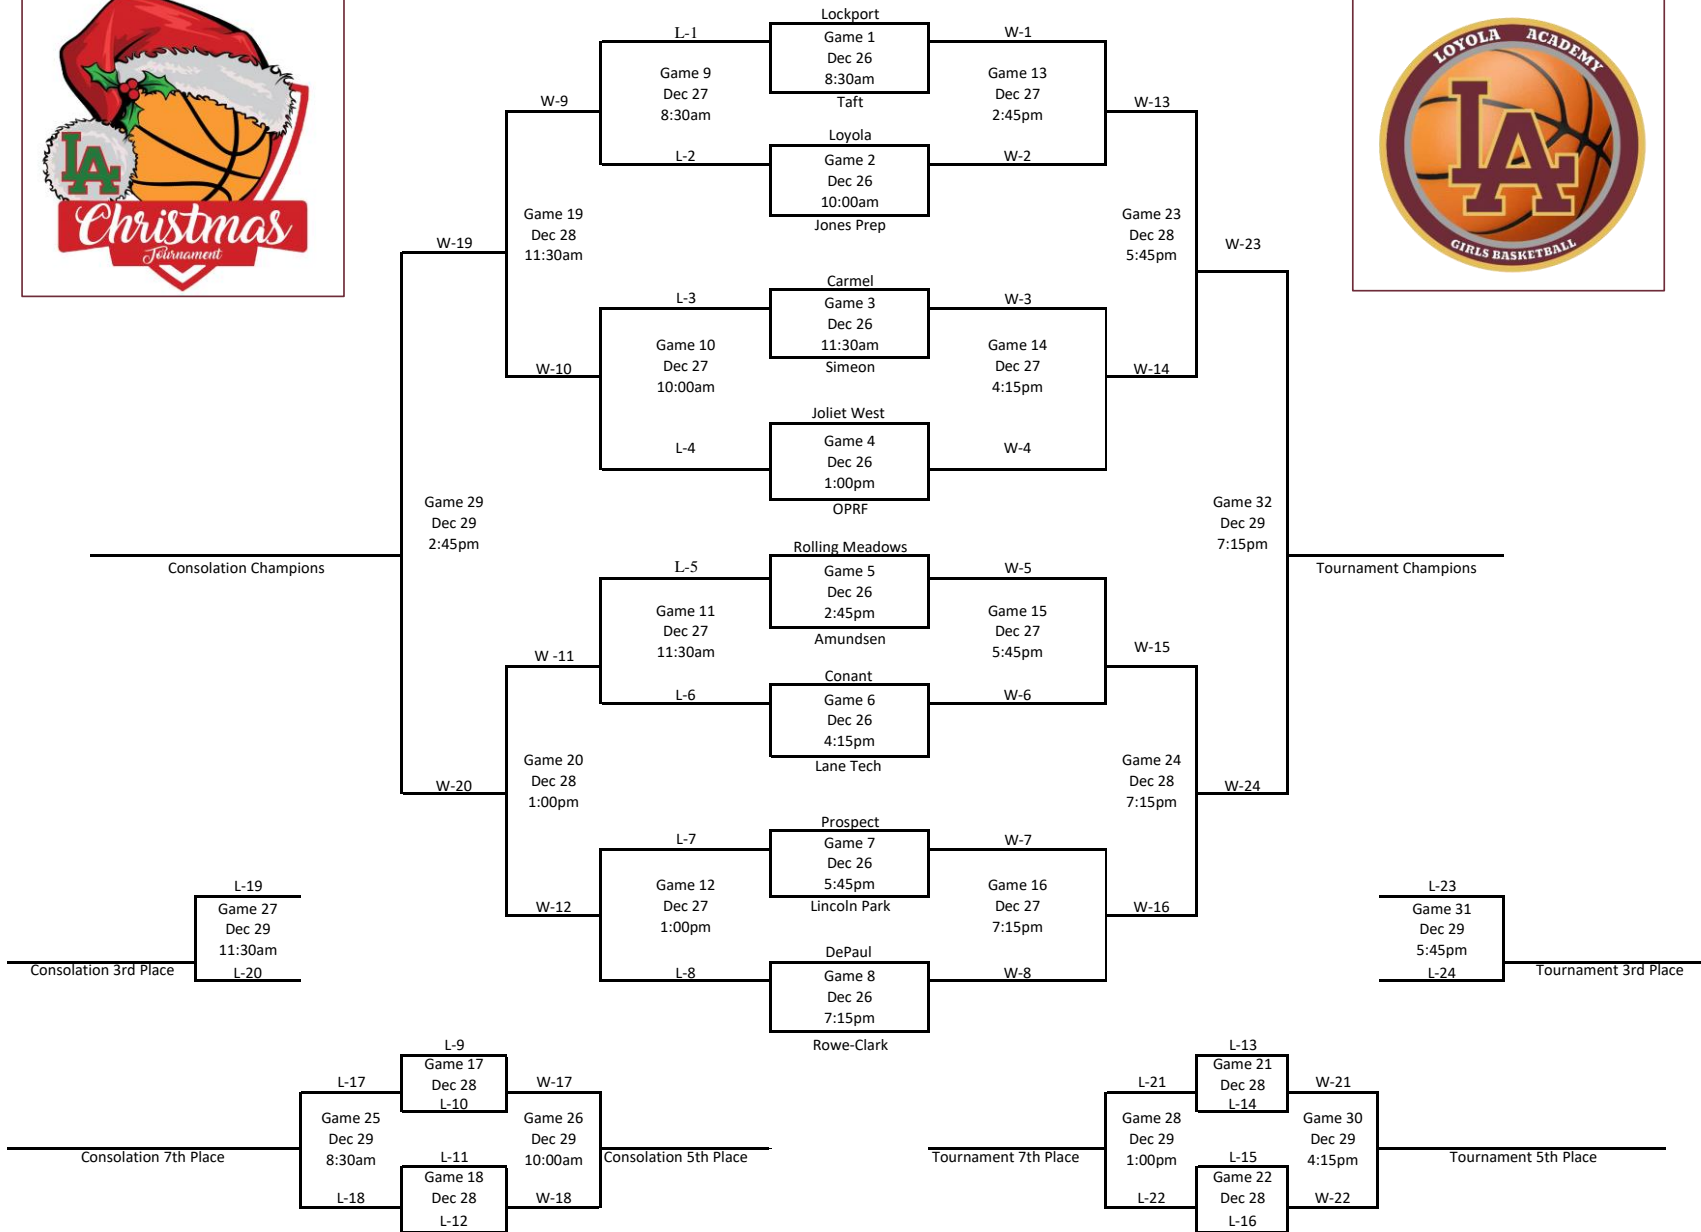 LA
Christmas
Tournament
LOYOLA ACADEMY
LA
GIRLS BASKETBALL
Lockport
L-1
Game 1
Dec 26
8:30am
W-1
Taft
Game 9
Dec 27
8:30am
Game 13
Dec 27
2:45pm
W-9
W-13
Loyola
L-2
Game 2
Dec 26
10:00am
W-2
Jones Prep
Game 19
Dec 28
11:30am
Game 23
Dec 28
5:45pm
W-19
W-23
Carmel
L-3
Game 3
Dec 26
11:30am
W-3
Simeon
Game 10
Dec 27
10:00am
Game 14
Dec 27
4:15pm
W-10
W-14
Joliet West
L-4
Game 4
Dec 26
1:00pm
W-4
OPRF
Game 29
Dec 29
2:45pm
Game 32
Dec 29
7:15pm
Consolation Champions
Tournament Champions
Rolling Meadows
L-5
Game 5
Dec 26
2:45pm
W-5
Amundsen
Game 11
Dec 27
11:30am
Game 15
Dec 27
5:45pm
W -11
W-15
Conant
L-6
Game 6
Dec 26
4:15pm
W-6
Lane Tech
Game 20
Dec 28
1:00pm
Game 24
Dec 28
7:15pm
W-20
W-24
Prospect
L-7
Game 7
Dec 26
5:45pm
W-7
Lincoln Park
Game 12
Dec 27
1:00pm
Game 16
Dec 27
7:15pm
W-12
W-16
DePaul
L-8
Game 8
Dec 26
7:15pm
W-8
Rowe-Clark
L-19
Game 27
Dec 29
11:30am
L-20
Consolation 3rd Place
L-23
Game 31
Dec 29
5:45pm
L-24
Tournament 3rd Place
L-9
Game 17
Dec 28
L-10
L-17
W-17
Game 25
Dec 29
8:30am
Game 26
Dec 29
10:00am
Consolation 7th Place
Consolation 5th Place
L-11
Game 18
Dec 28
L-12
L-18
W-18
L-13
Game 21
Dec 28
L-14
L-21
W-21
Game 28
Dec 29
1:00pm
Game 30
Dec 29
4:15pm
Tournament 7th Place
Tournament 5th Place
L-15
Game 22
Dec 28
L-16
L-22
W-22